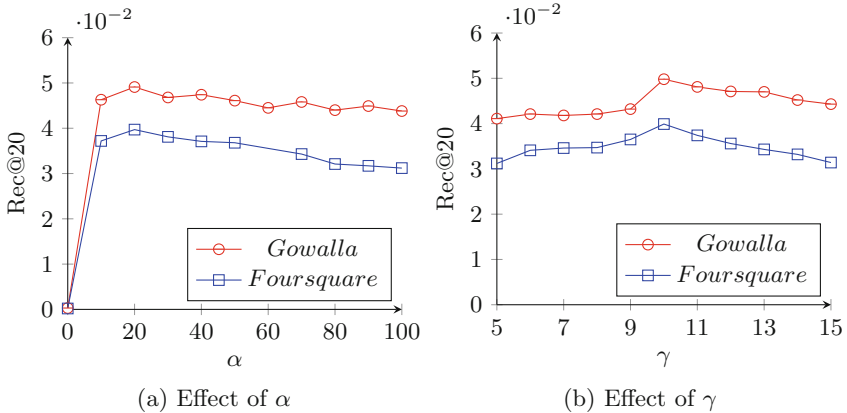 ·10⁻²
6
5
4
3
2
1
0
Rec@20
0
20
40
60
80
100
α
Gowalla
Foursquare
(a) Effect of α
·10⁻²
6
5
4
3
2
1
0
Rec@20
5
7
9
11
13
15
γ
Gowalla
Foursquare
(b) Effect of γ